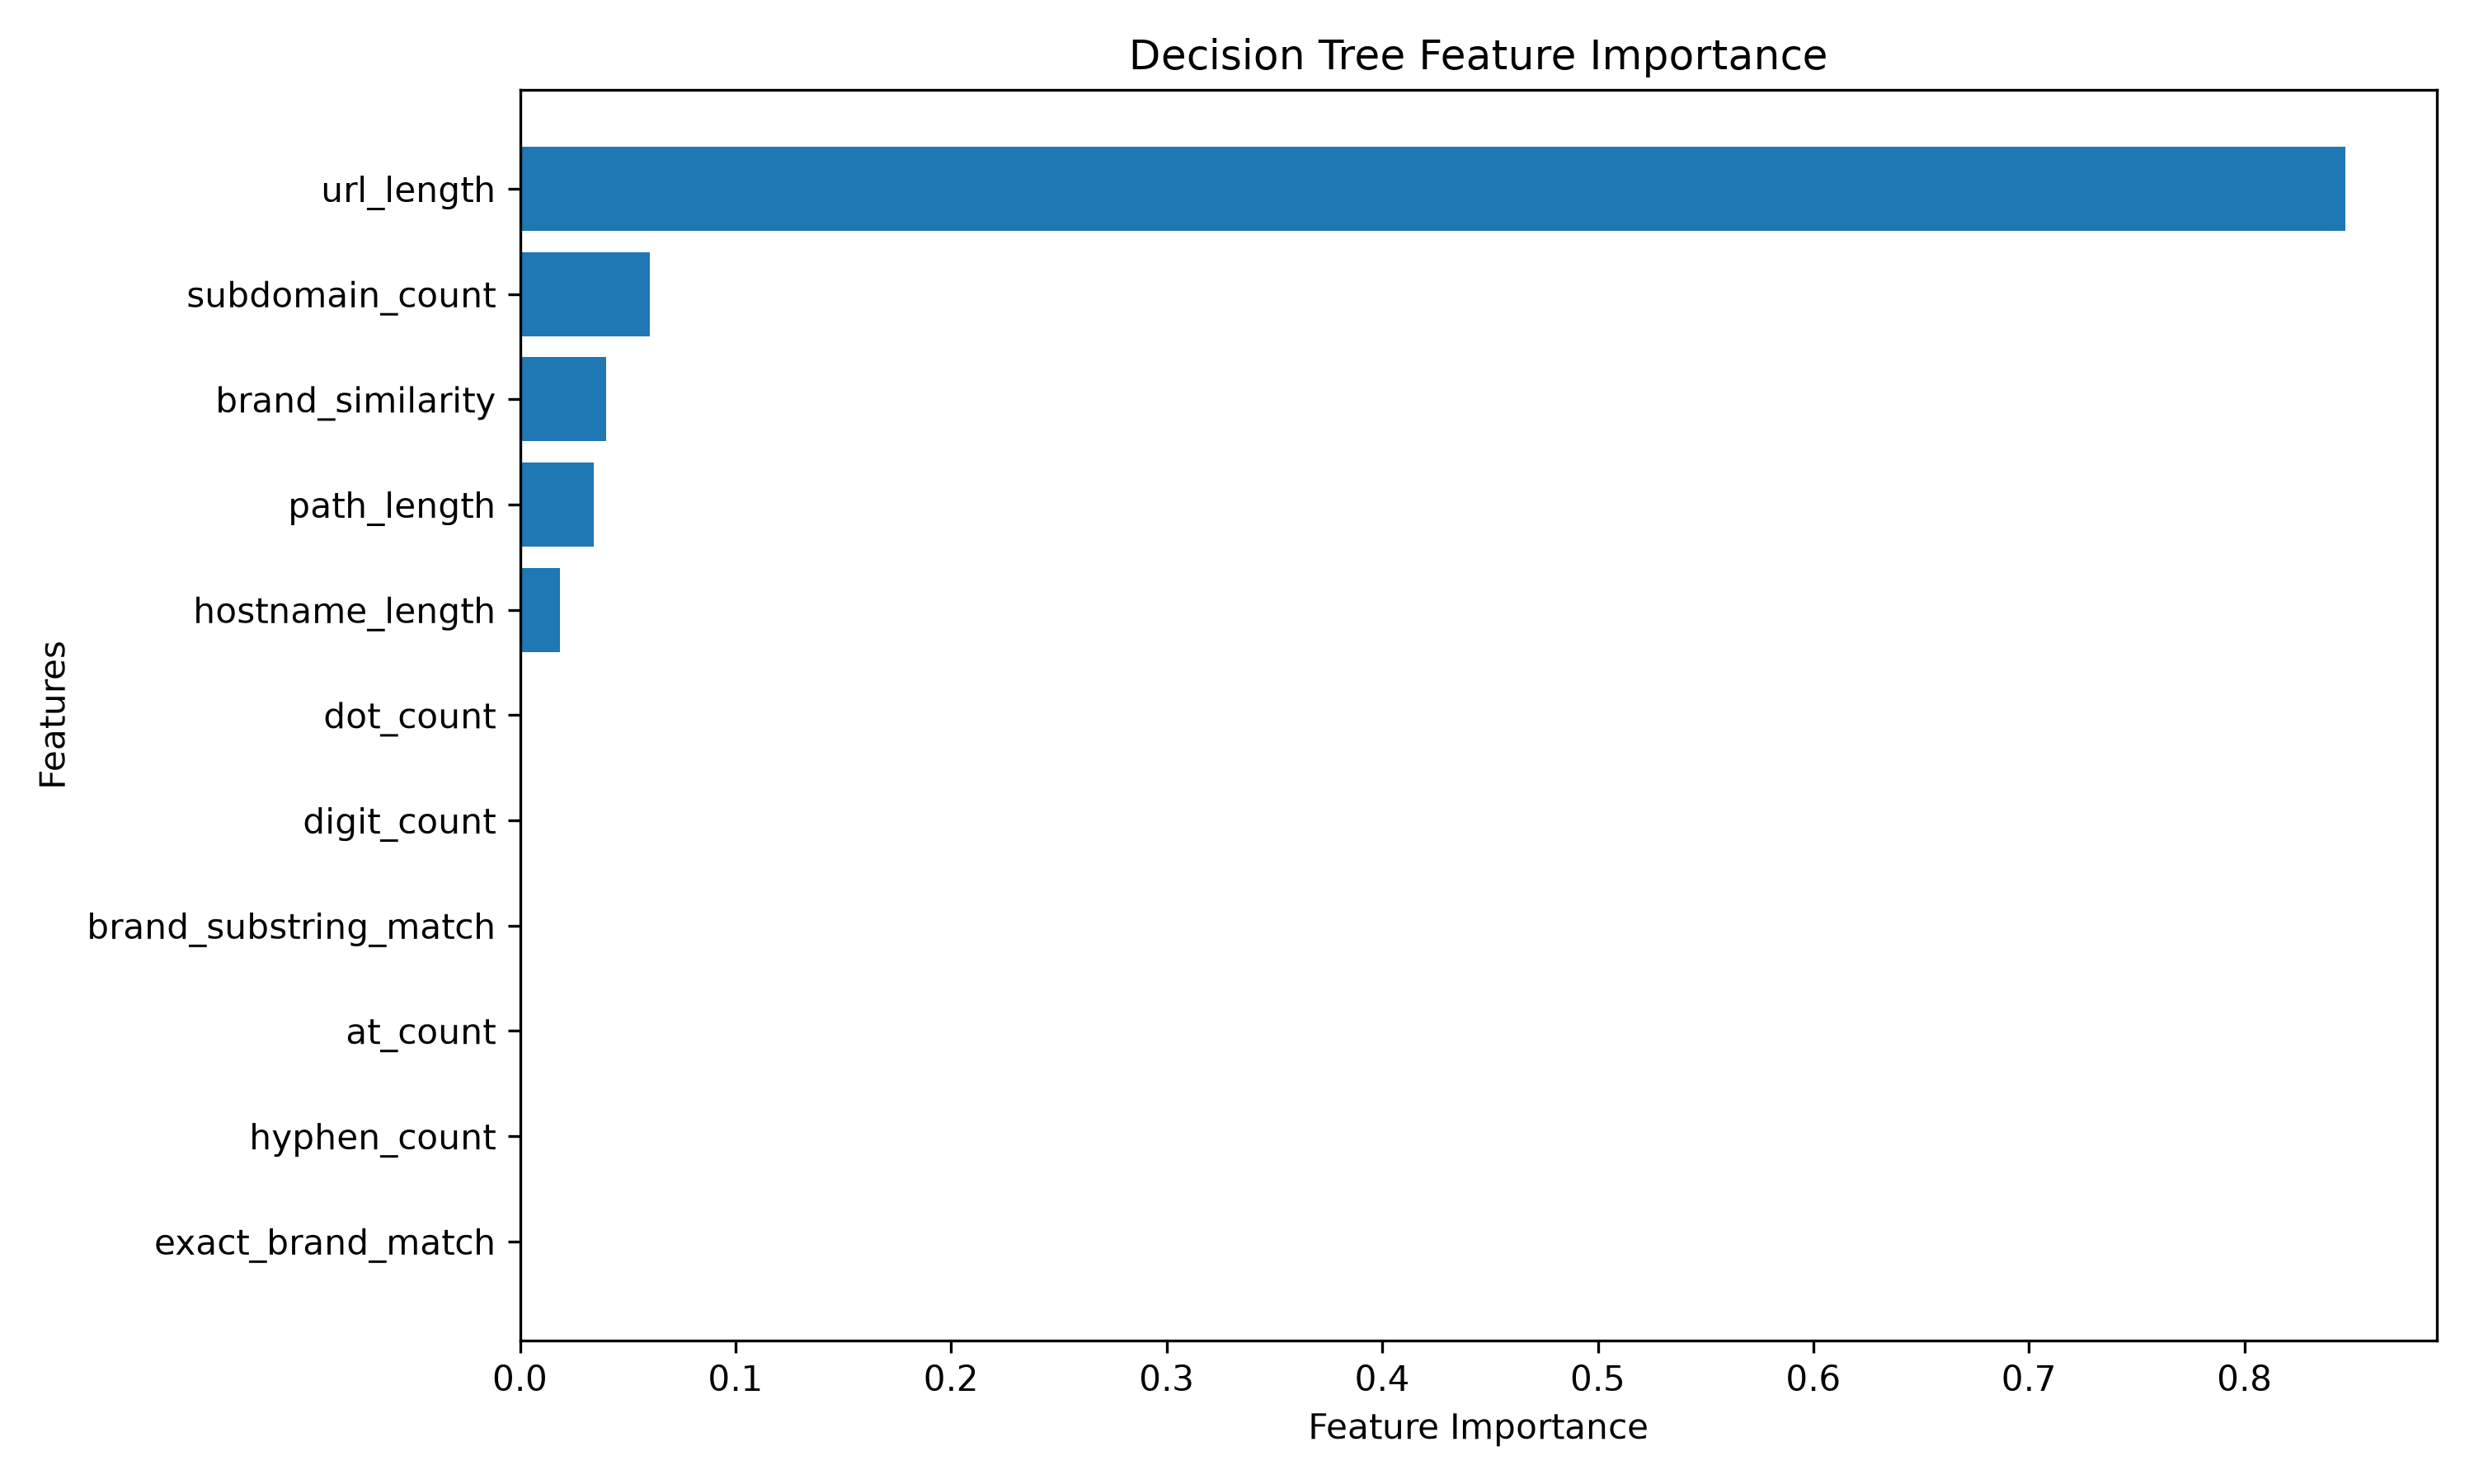 Decision Tree Feature Importance
url_length
subdomain_count
brand_similarity
path_length
hostname_length
dot_count
digit_count
brand_substring_match
at_count
hyphen_count
exact_brand_match
Features
0.0 0.1 0.2 0.3 0.4 0.5 0.6 0.7 0.8
Feature Importance